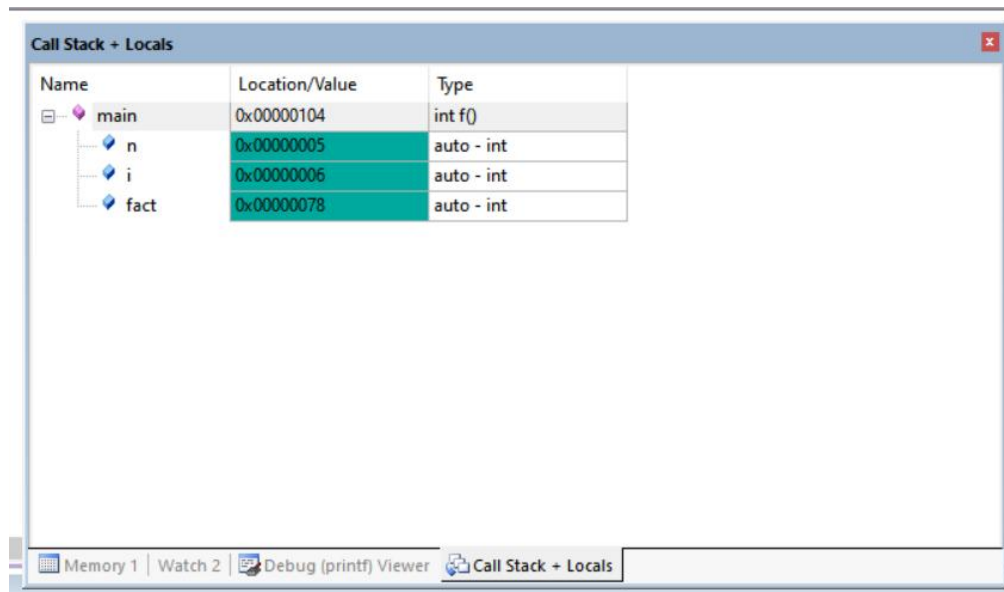 Call Stack + Locals
Name Location/Value Type
main 0x00000104 int f()
n 0x00000005 auto - int
i 0x00000006 auto - int
fact 0x00000078 auto - int
Memory 1 | Watch 2 | Debug (printf) Viewer Call Stack + Locals